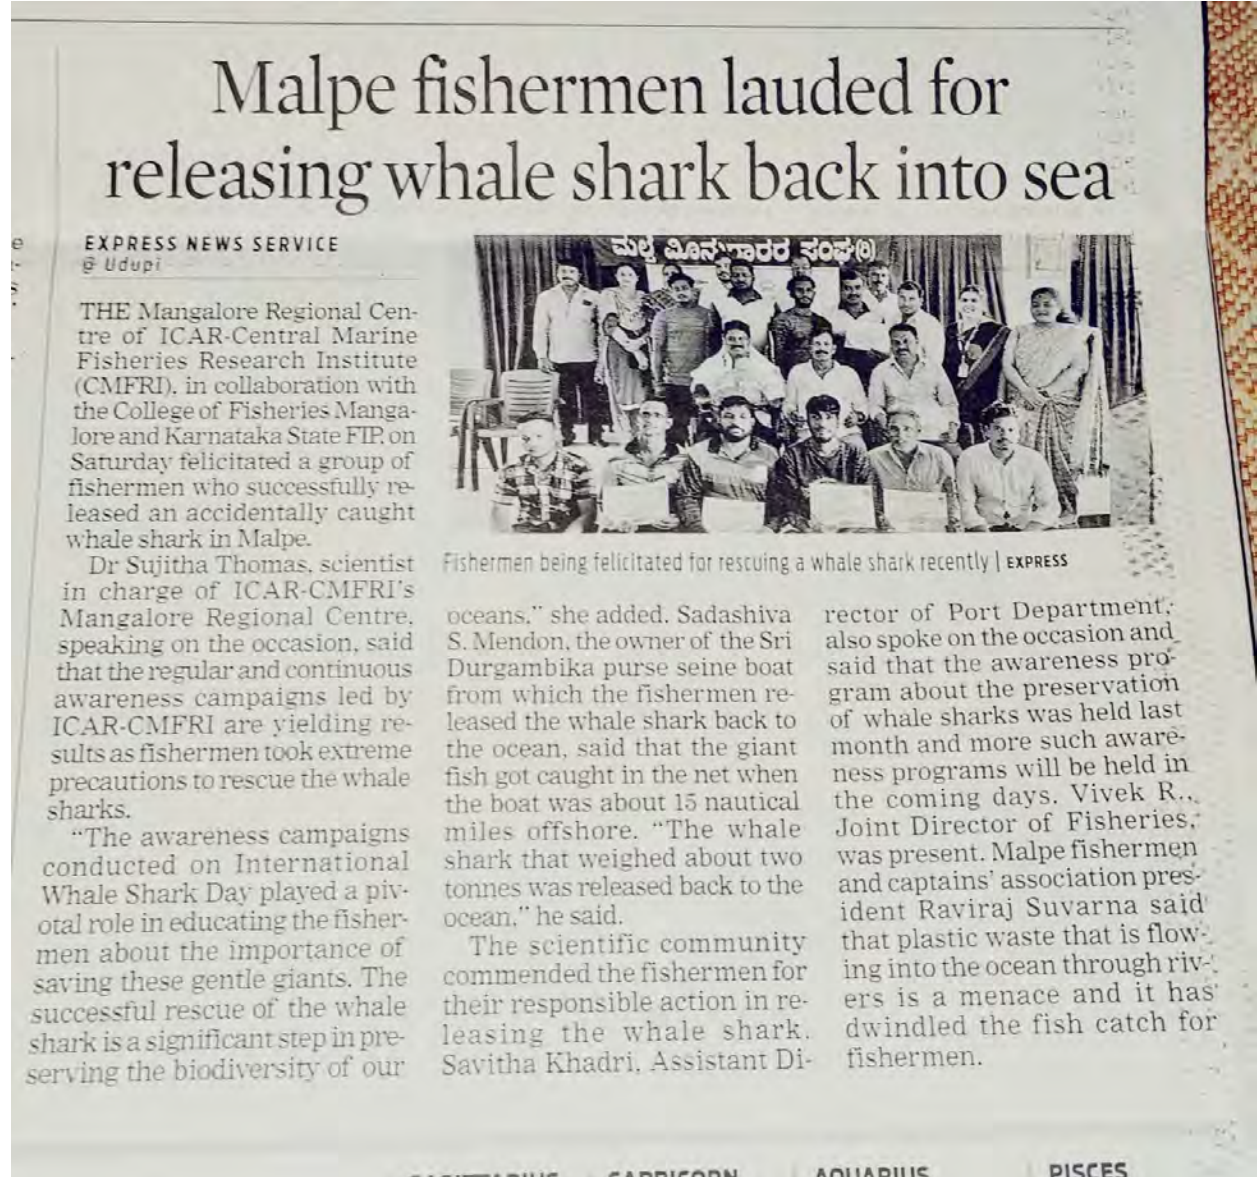 Malpe fishermen lauded for
releasing whale shark back into sea
EXPRESS NEWS SERVICE
@ Udupi
THE Mangalore Regional Cen-
tre of ICAR-Central Marine
Fisheries Research Institute
(CMFRI), in collaboration with
the College of Fisheries Manga-
lore and Karnataka State FIP, on
Saturday felicitated a group of
fishermen who successfully re-
leased an accidentally caught
whale shark in Malpe.
Dr Sujitha Thomas, scientist
in charge of ICAR-CMFRI's
Mangalore Regional Centre,
speaking on the occasion, said
that the regular and continuous
awareness campaigns led by
ICAR-CMFRI are yielding re-
sults as fishermen took extreme
precautions to rescue the whale
sharks.
"The awareness campaigns
conducted on International
Whale Shark Day played a piv-
otal role in educating the fisher-
men about the importance of
saving these gentle giants. The
successful rescue of the whale
shark is a significant step in pre-
serving the biodiversity of our
ಮಲ್ಪೆ ಮೀನುಗಾರರ ಸಂಘ(ರಿ)
Fishermen being felicitated for rescuing a whale shark recently | EXPRESS
oceans," she added. Sadashiva
S. Mendon, the owner of the Sri
Durgambika purse seine boat
from which the fishermen re-
leased the whale shark back to
the ocean, said that the giant
fish got caught in the net when
the boat was about 15 nautical
miles offshore. "The whale
shark that weighed about two
tonnes was released back to the
ocean," he said.
The scientific community
commended the fishermen for
their responsible action in re-
leasing the whale shark.
Savitha Khadri, Assistant Di-
rector of Port Department,
also spoke on the occasion and
said that the awareness pro-
gram about the preservation
of whale sharks was held last
month and more such aware-
ness programs will be held in
the coming days. Vivek R.,
Joint Director of Fisheries,
was present. Malpe fishermen
and captains' association pres-
ident Raviraj Suvarna said
that plastic waste that is flow-
ing into the ocean through riv-
ers is a menace and it has
dwindled the fish catch for
fishermen.
SAGITTARIUS CAPRICORN AQUARIUS PISCES